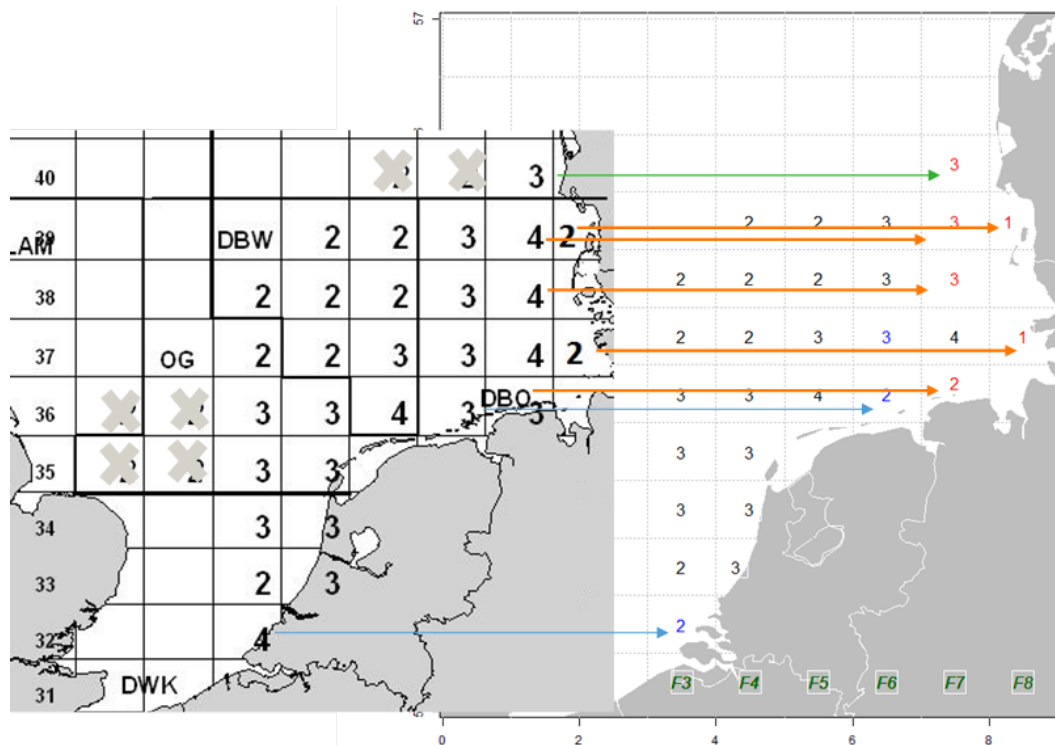 40 3
39 DBW 2 2 3 4 2
38 2 2 2 3 4
37 OG 2 2 3 3 4 2
DBO
36 3 3 4 3 3
35 3 3
34 3 3
33 2 3
32 4
31 DWK
57
3
2 2 3 3 1
2 2 2 3 3
2 2 3 3 4 1
2
3 3 4 2
3 3
3 3
2 3
2
F3 F4 F5 F6 F7 F8
0 2 4 6 8